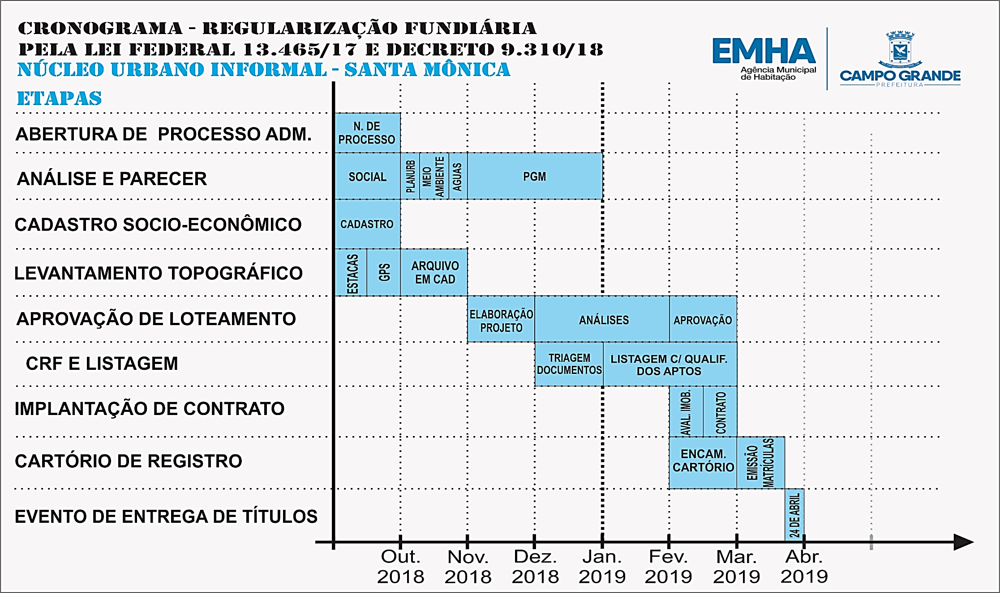 CRONOGRAMA - REGULARIZAÇÃO FUNDIÁRIA
PELA LEI FEDERAL 13.465/17 E DECRETO 9.310/18
NÚCLEO URBANO INFORMAL - SANTA MÔNICA
EMHA
Agência Municipal
de Habitação
CAMPO GRANDE
PREFEITURA
ETAPAS
ABERTURA DE PROCESSO ADM.
N. DE
PROCESSO
ANÁLISE E PARECER
SOCIAL
PLANURB
MEIO
AMBIENTE
AGUAS
PGM
CADASTRO SOCIO-ECONÔMICO
CADASTRO
LEVANTAMENTO TOPOGRÁFICO
ESTACAS
GPS
ARQUIVO
EM CAD
APROVAÇÃO DE LOTEAMENTO
ELABORAÇÃO
PROJETO
ANÁLISES
APROVAÇÃO
CRF E LISTAGEM
TRIAGEM
DOCUMENTOS
LISTAGEM C/ QUALIF.
DOS APTOS
IMPLANTAÇÃO DE CONTRATO
AVAL. IMOB.
CONTRATO
CARTÓRIO DE REGISTRO
ENCAM.
CARTÓRIO
EMISSÃO
MATRÍCULAS
EVENTO DE ENTREGA DE TÍTULOS
24 DE ABRIL
Out. Nov. Dez. Jan. Fev. Mar. Abr.
2018 2018 2018 2019 2019 2019 2019